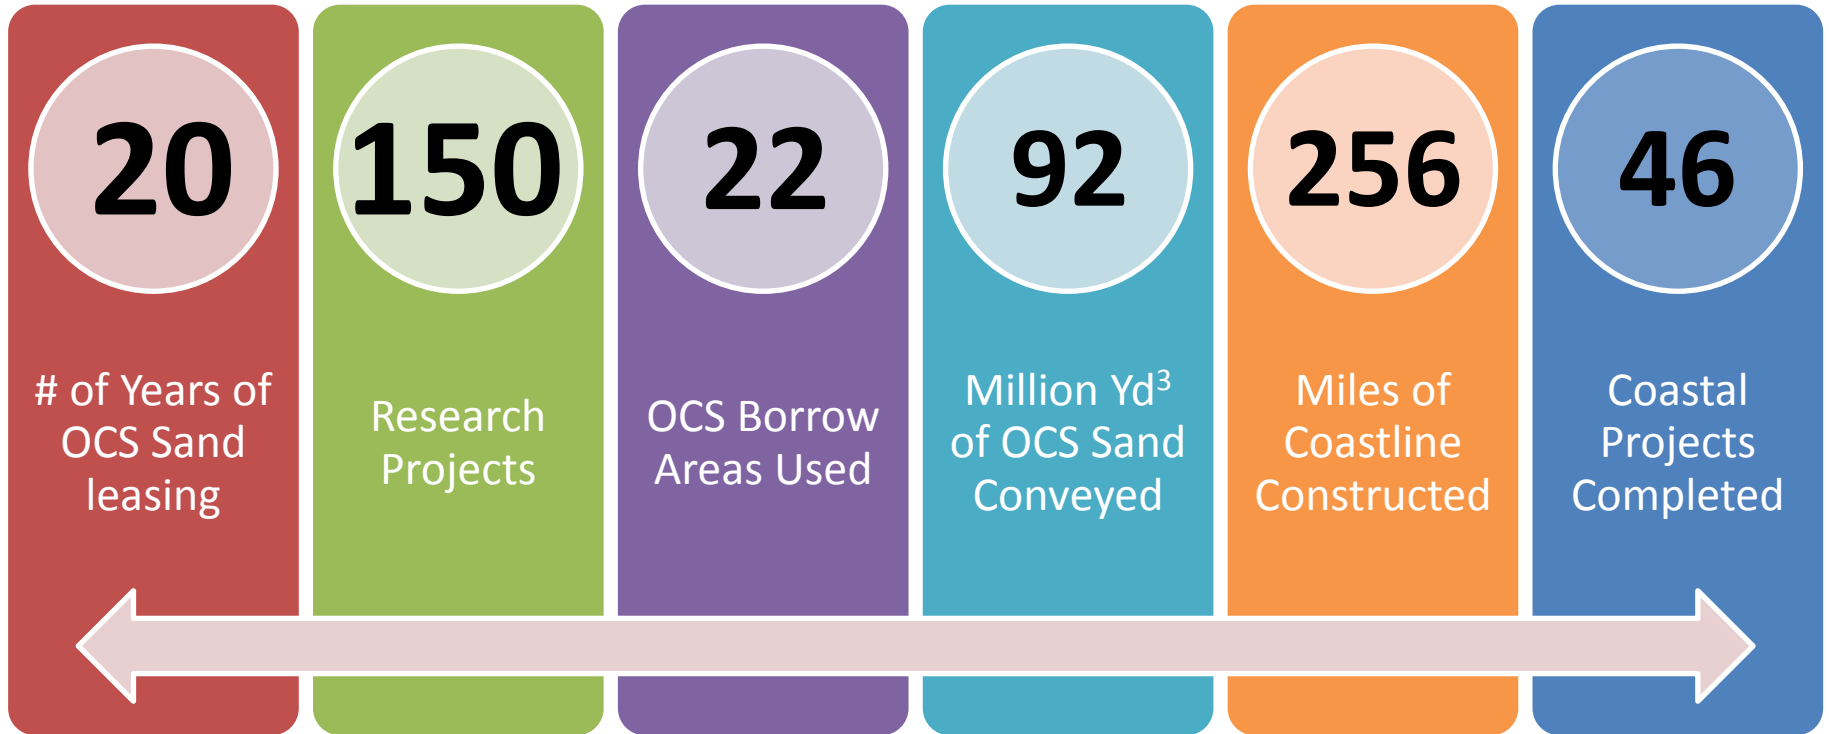 20
# of Years of
OCS Sand
leasing
150
Research
Projects
22
OCS Borrow
Areas Used
92
Million Yd³
of OCS Sand
Conveyed
256
Miles of
Coastline
Constructed
46
Coastal
Projects
Completed